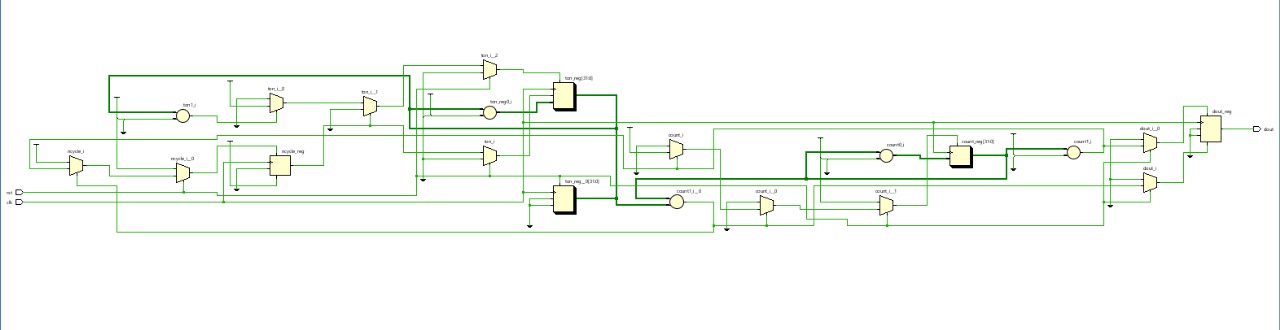 ton_i__2
ton_reg[31:0]
ton_i__0
ton_i__1
ton1_i
ton_reg0_i
dout_reg
dout
dout_i__0
count_i
count_reg[31:0]
count0_i
count1_i
ncycle_i
ncycle_i__0
ncycle_reg
ton_i
dout_i
ton_reg__0[31:0]
rst
clk
count1_i__0
count_i__0
count_i__1